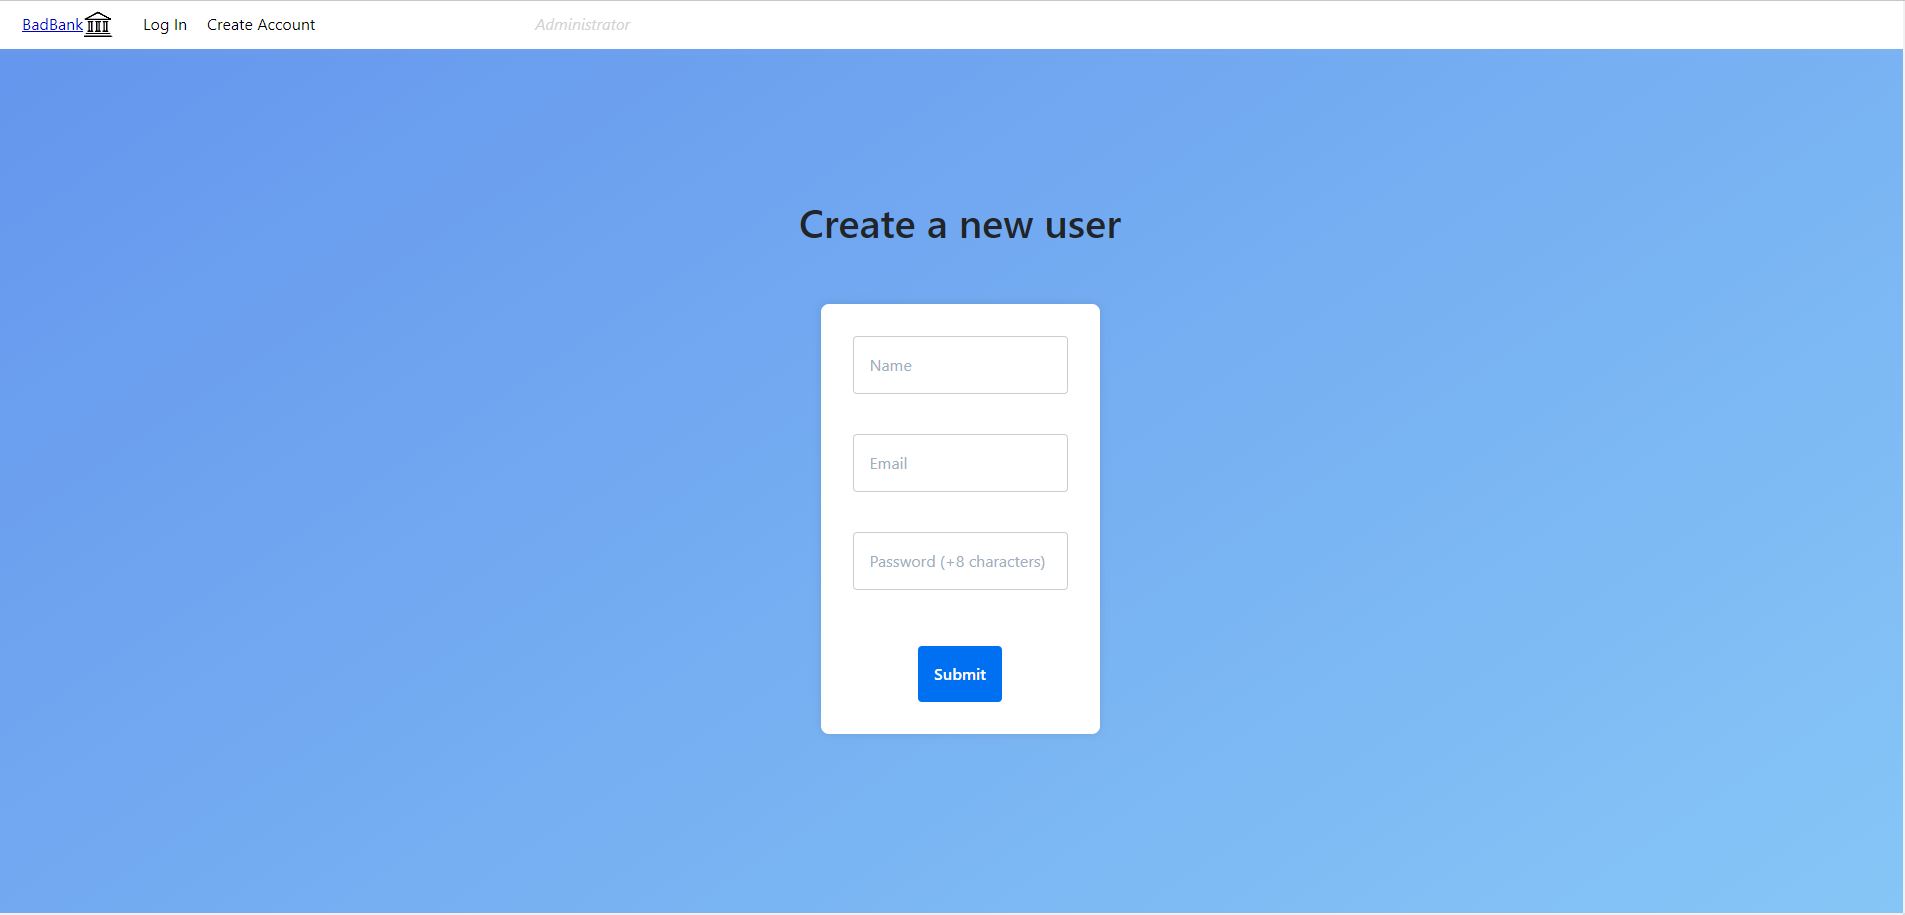 BadBank Log In Create Account Administrator
Create a new user
Name
Email
Password (+8 characters)
Submit